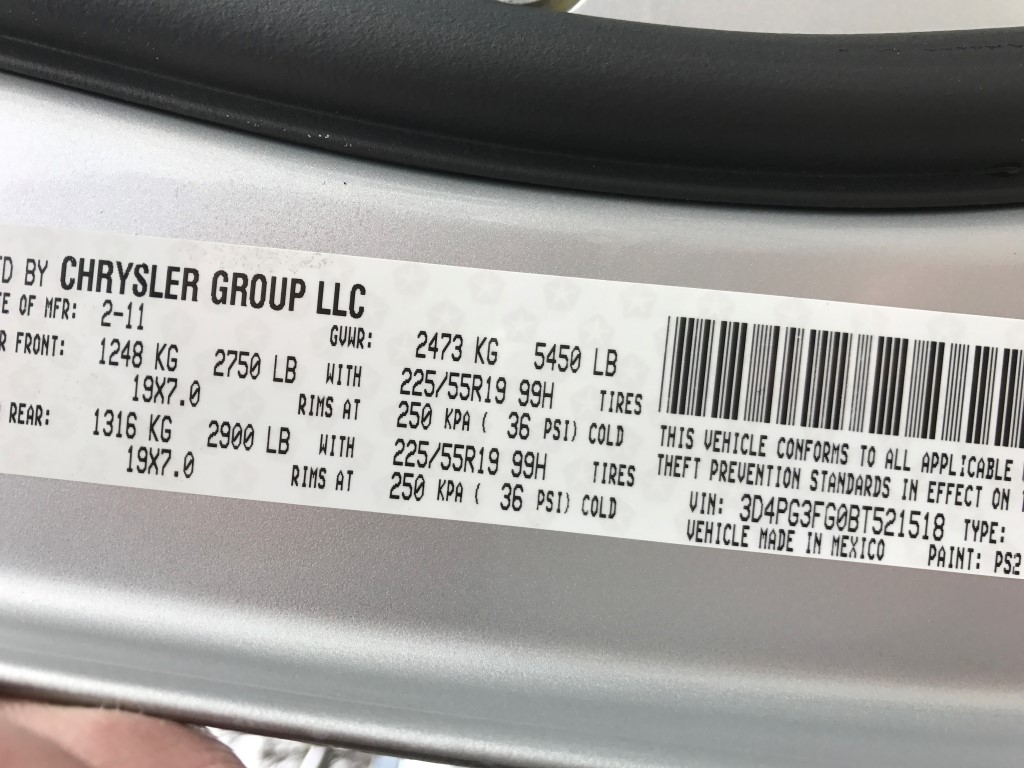 BY CHRYSLER GROUP LLC
OF MFR: 2-11 GVWR: 2473 KG 5450 LB
FRONT: 1248 KG 2750 LB WITH 225/55R19 99H TIRES
19X7.0 RIMS AT 250 KPA ( 36 PSI) COLD
REAR: 1316 KG 2900 LB WITH 225/55R19 99H TIRES
19X7.0 RIMS AT 250 KPA ( 36 PSI) COLD
THIS VEHICLE CONFORMS TO ALL APPLICABLE
THEFT PREVENTION STANDARDS IN EFFECT ON
VIN: 3D4PG3FG0BT521518 TYPE:
VEHICLE MADE IN MEXICO PAINT: PS2